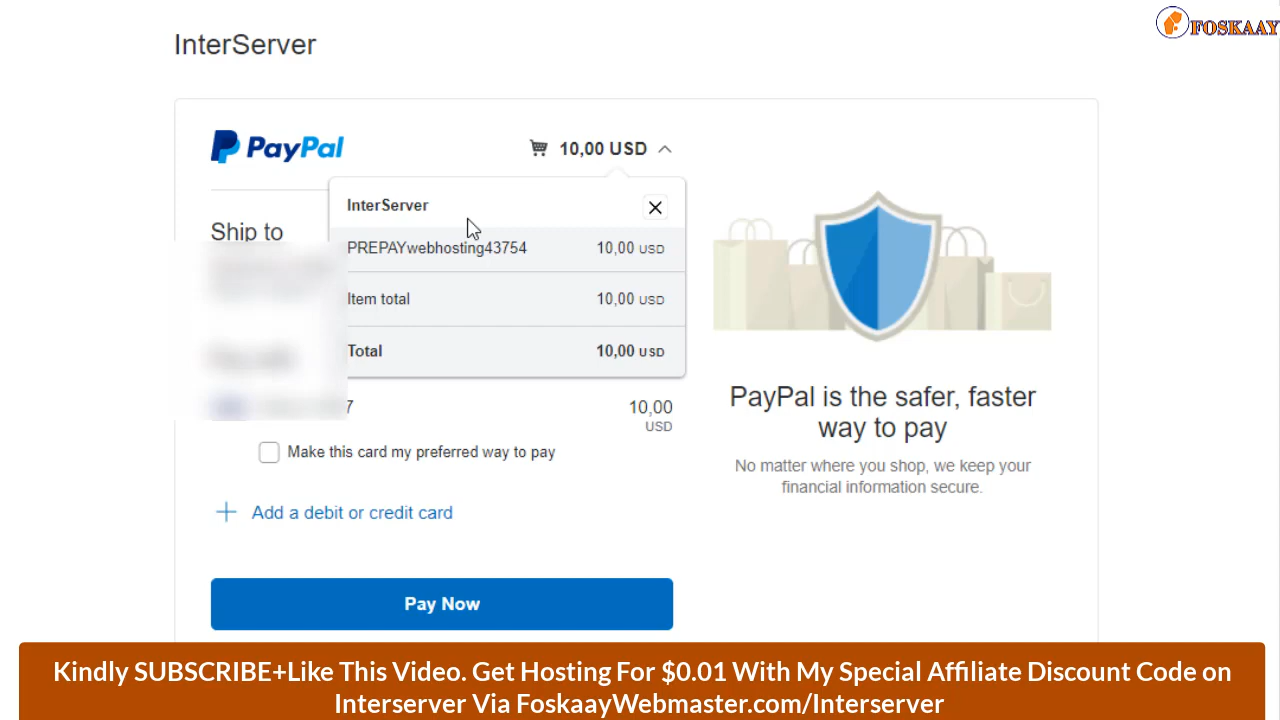 FOSKAAY
InterServer
PayPal
10,00 USD
InterServer
Ship to
PREPAYwebhosting43754 10,00 USD
Item total 10,00 USD
Total 10,00 USD
7 10,00
USD
Make this card my preferred way to pay
Add a debit or credit card
Pay Now
PayPal is the safer, faster
way to pay
No matter where you shop, we keep your
financial information secure.
Kindly SUBSCRIBE+Like This Video. Get Hosting For $0.01 With My Special Affiliate Discount Code on
Interserver Via FoskaayWebmaster.com/Interserver